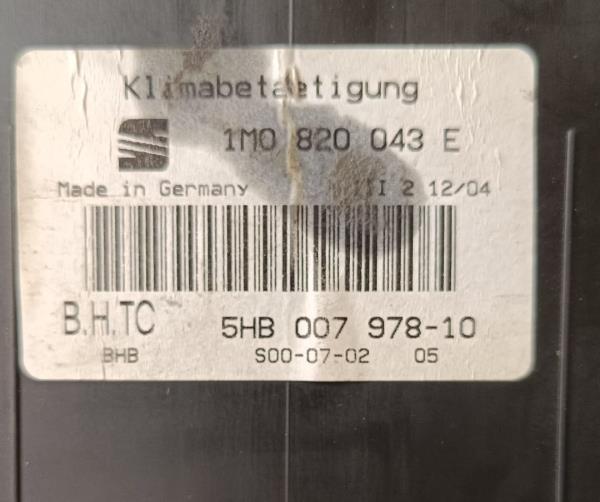 Klimabetaetigung
1M0 820 043 E
Made in Germany 2 12/04
B.H.TC 5HB 007 978-10
BHB S00-07-02 05